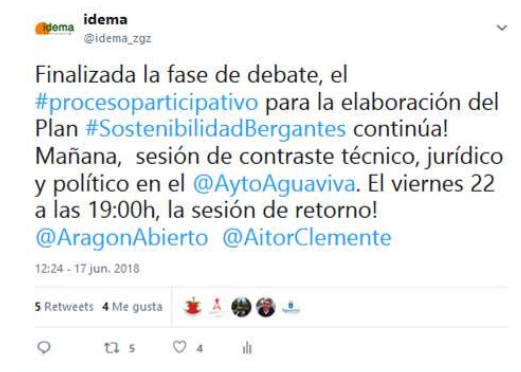 idema
idema
@idema_zgz
Finalizada la fase de debate, el
#procesoparticipativo para la elaboración del
Plan #SostenibilidadBergantes continúa!
Mañana, sesión de contraste técnico, jurídico
y político en el @AytoAguaviva. El viernes 22
a las 19:00h, la sesión de retorno!
@AragonAbierto @AitorClemente
12:24 - 17 jun. 2018
5 Retweets 4 Me gusta
5 4